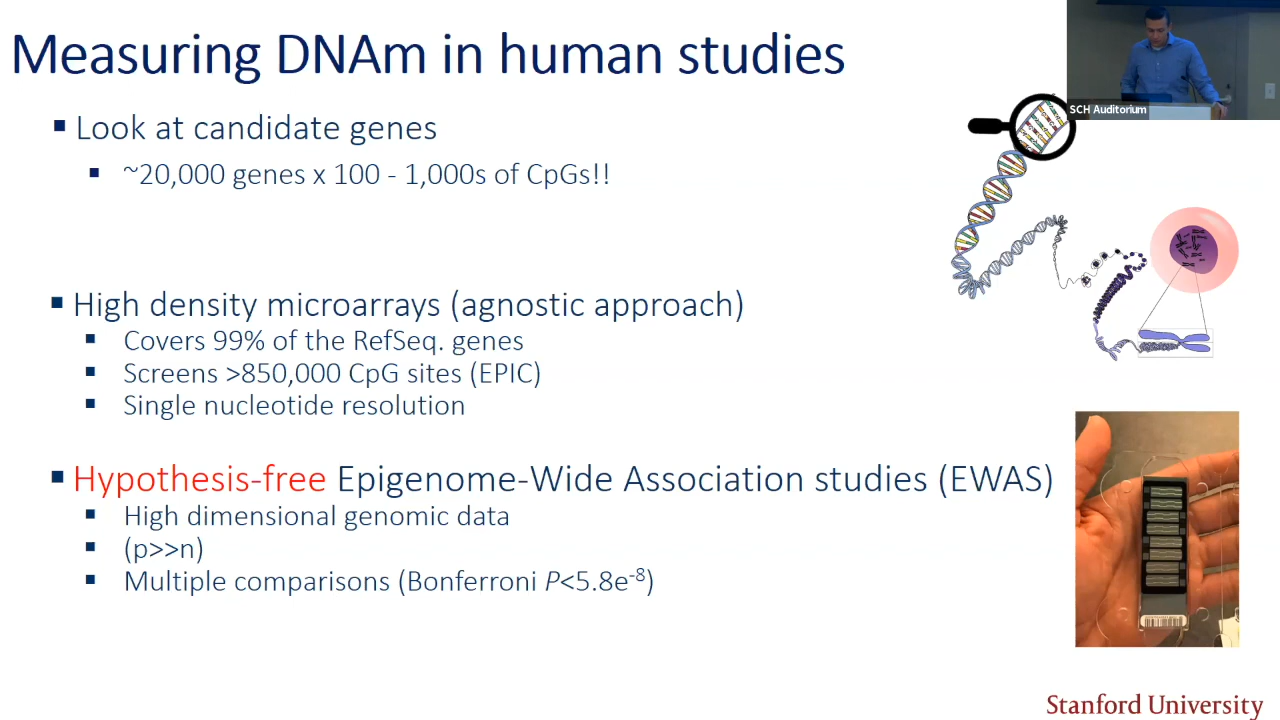 Measuring DNAm in human studies
SCH Auditorium
▪ Look at candidate genes
▪ ~20,000 genes x 100 - 1,000s of CpGs!!
▪ High density microarrays (agnostic approach)
▪ Covers 99% of the RefSeq. genes
▪ Screens >850,000 CpG sites (EPIC)
▪ Single nucleotide resolution
▪ Hypothesis-free Epigenome-Wide Association studies (EWAS)
▪ High dimensional genomic data
▪ (p>>n)
▪ Multiple comparisons (Bonferroni P<5.8e⁻⁸)
Stanford University